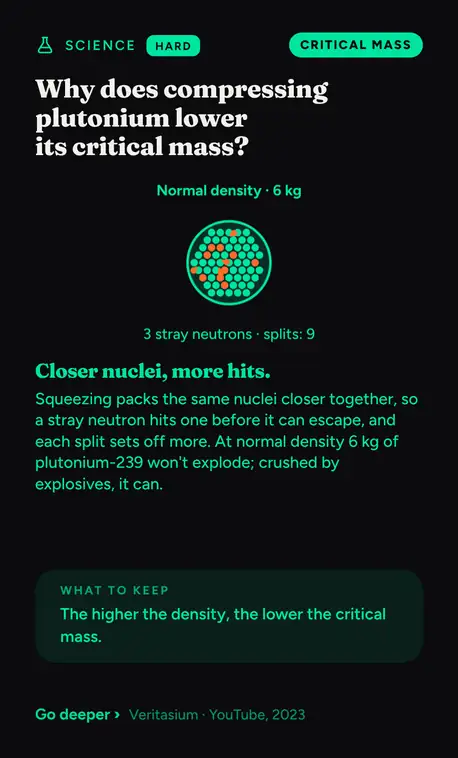 SCIENCE HARD CRITICAL MASS
Why does compressing
plutonium lower
its critical mass?
Normal density · 6 kg
3 stray neutrons · splits: 9
Closer nuclei, more hits.
Squeezing packs the same nuclei closer together, so
a stray neutron hits one before it can escape, and
each split sets off more. At normal density 6 kg of
plutonium-239 won't explode; crushed by
explosives, it can.
WHAT TO KEEP
The higher the density, the lower the critical
mass.
Go deeper › Veritasium · YouTube, 2023